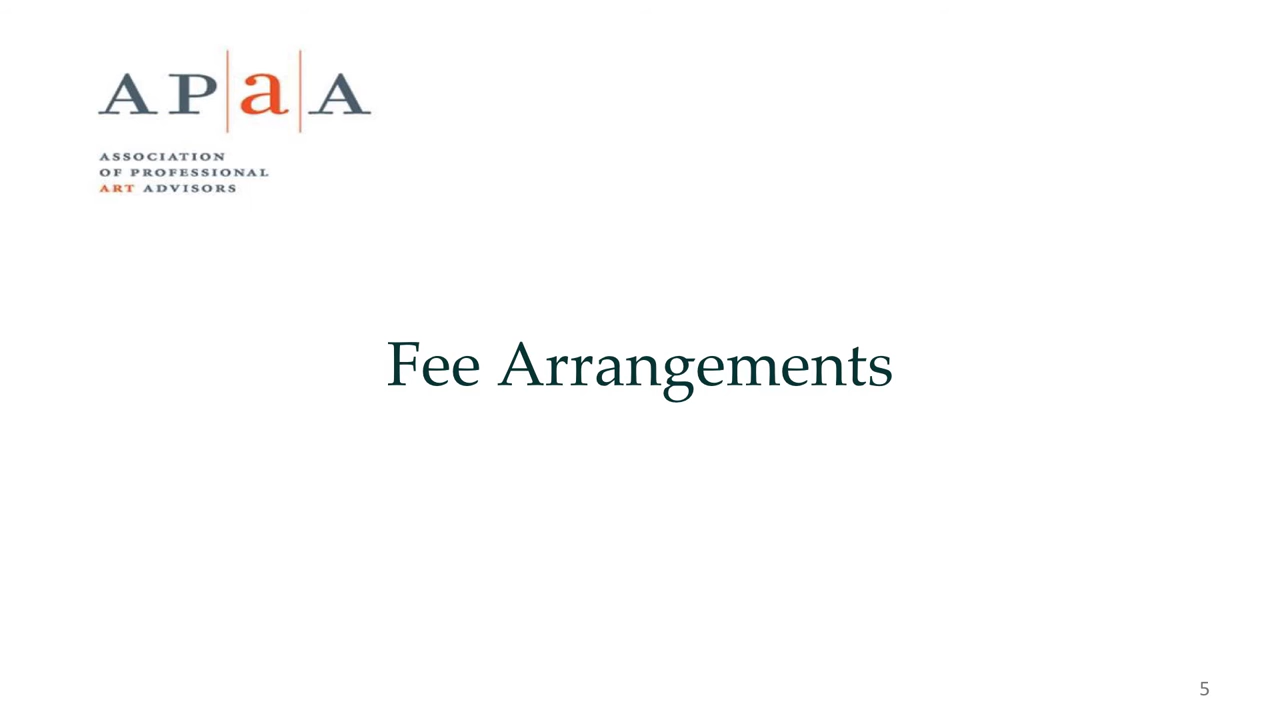 APaA
ASSOCIATION
OF PROFESSIONAL
ART ADVISORS
Fee Arrangements
5